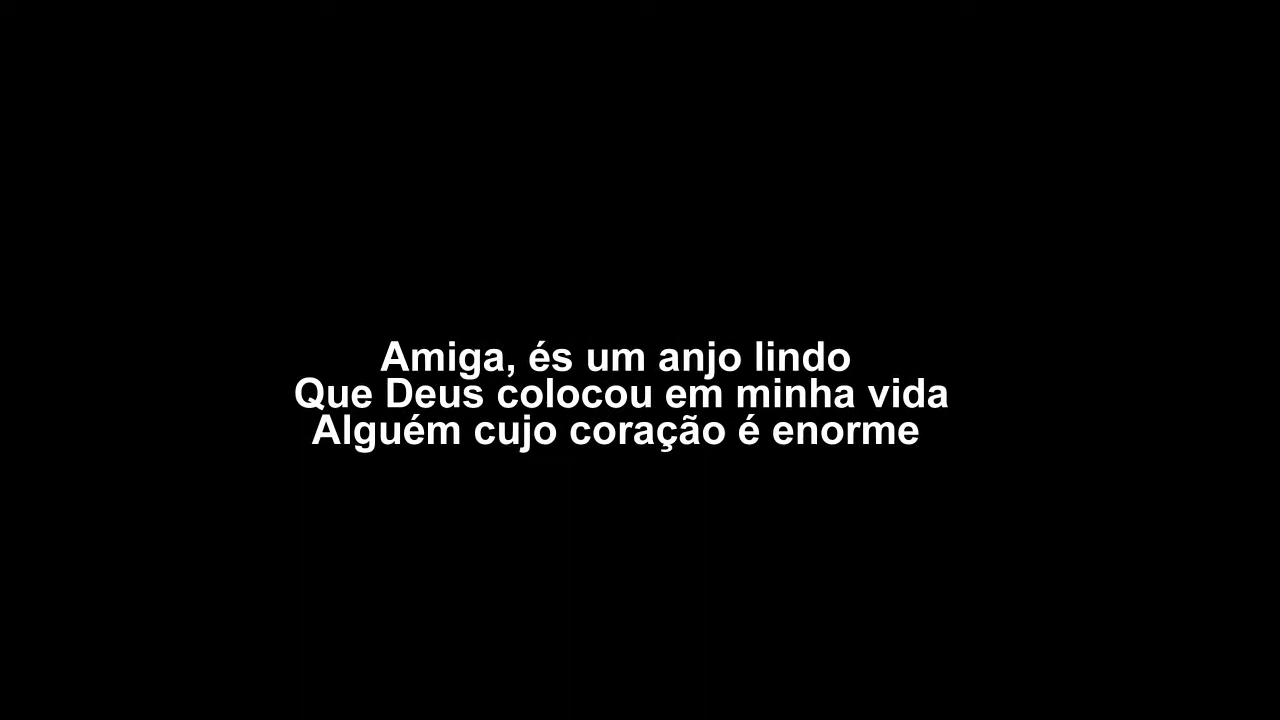 Amiga, és um anjo lindo
Que Deus colocou em minha vida
Alguém cujo coração é enorme